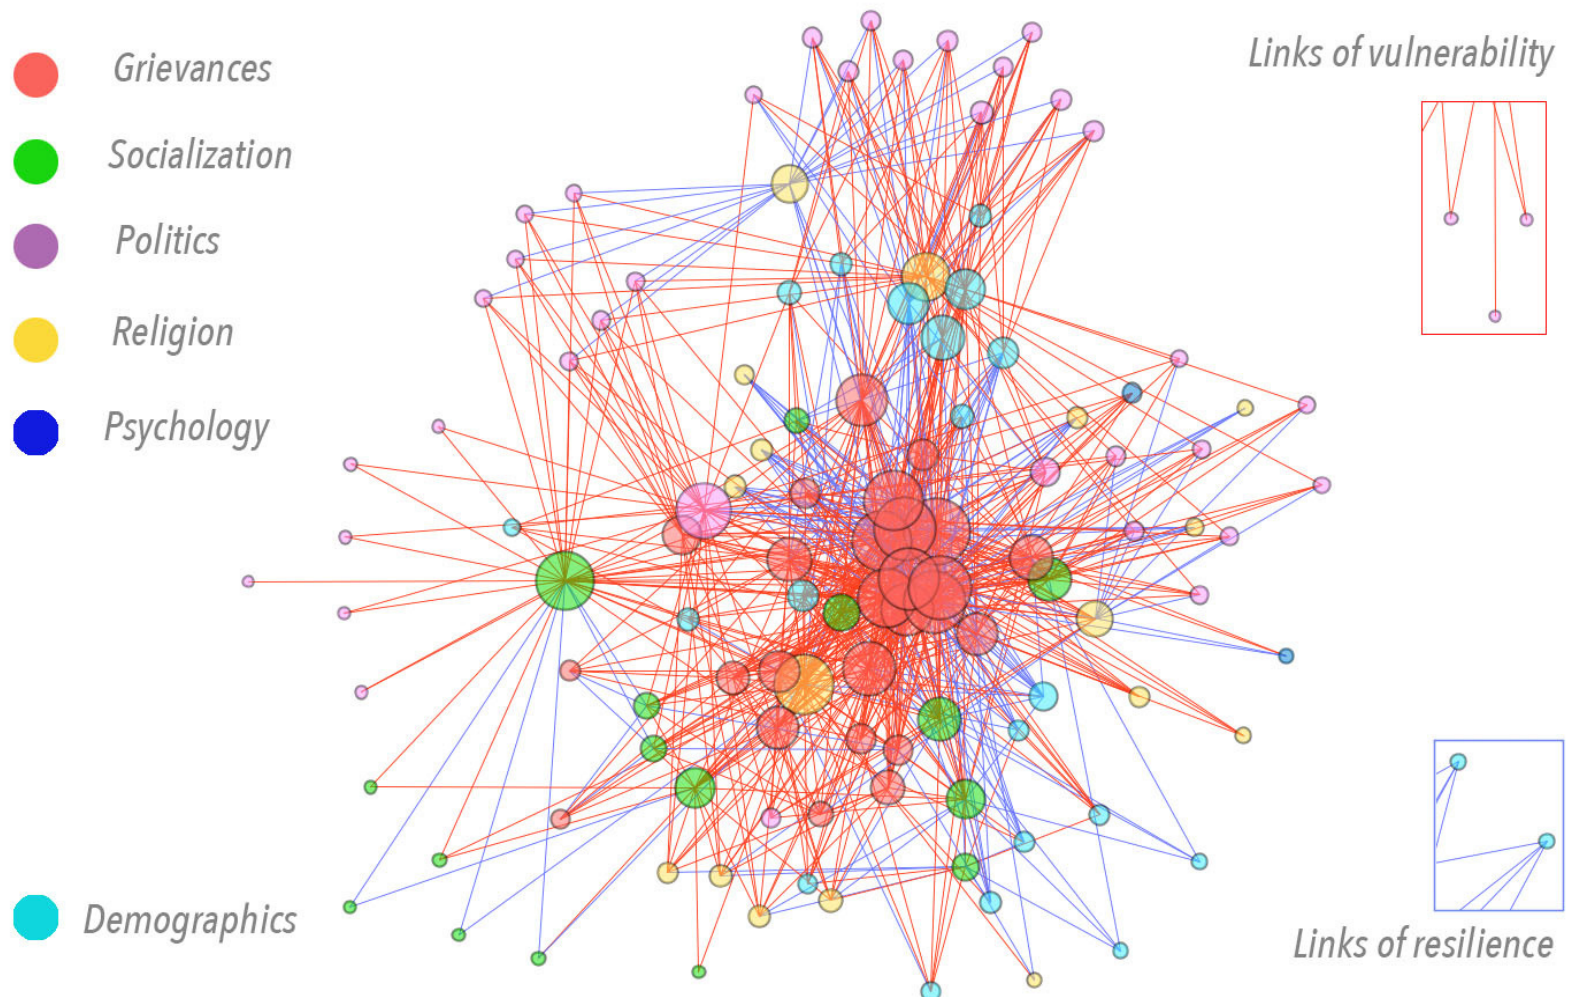 Grievances
Socialization
Politics
Religion
Psychology
Demographics
Links of vulnerability
Links of resilience